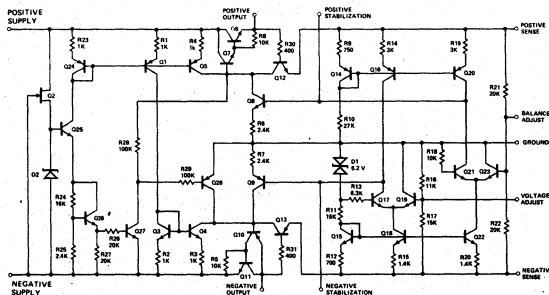 POSITIVE SUPPLY
POSITIVE OUTPUT
POSITIVE STABILIZATION
POSITIVE SENSE
R23 1K
R1 1K
R4 1k
Q6
R8 10K
R30 400
Q7
R9 750
R14 3K
R19 3K
Q24
Q1
Q5
Q12
Q14
Q16
Q20
Q2
Q8
R21 20K
BALANCE ADJUST
Q25
R28 100K
R6 2.4K
R10 27K
GROUND
D2
R29 100K
R7 2.4K
D1 6.2 V
R18 10K
Q21
Q23
Q28
Q9
R13 6.3K
Q17
Q19
R16 11K
VOLTAGE ADJUST
R24 16K
Q26
R11 15K
R17 15K
R22 20K
R26 20K
Q27
Q3
Q4
Q10
Q13
Q15
Q18
Q22
R25 2.4K
R27 20K
R2 1K
R3 1K
R5 10K
Q11
R31 400
R12 700
R15 1.4K
R20 1.4K
NEGATIVE SUPPLY
NEGATIVE OUTPUT
NEGATIVE STABILIZATION
NEGATIVE SENSE